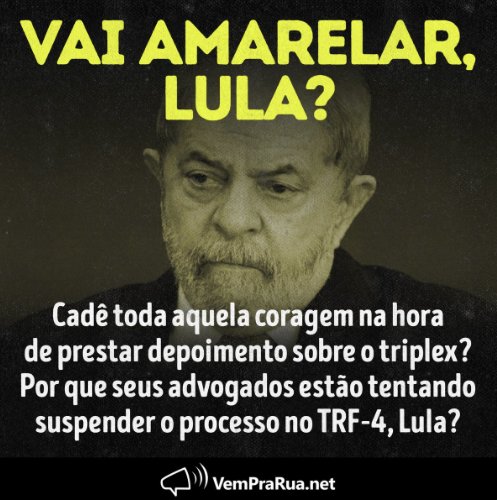 VAI AMARELAR,
LULA?
Cadê toda aquela coragem na hora
de prestar depoimento sobre o triplex?
Por que seus advogados estão tentando
suspender o processo no TRF-4, Lula?
VemPraRua.net